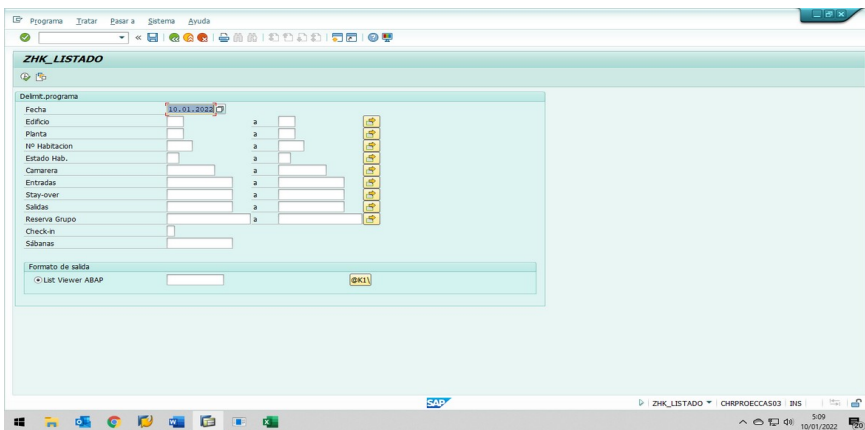 Programa Tratar Pasar a Sistema Ayuda
ZHK_LISTADO
Delimt.programa
Fecha 10.01.2022
Edificio a
Planta a
Nº Habitacion a
Estado Hab. a
Camarera a
Entradas a
Stay-over a
Salidas a
Reserva Grupo a
Check-in
Sábanas
Formato de salida
List Viewer ABAP @K1\
SAP ZHK_LISTADO CHRPROECCAS03 INS
5:09
10/01/2022